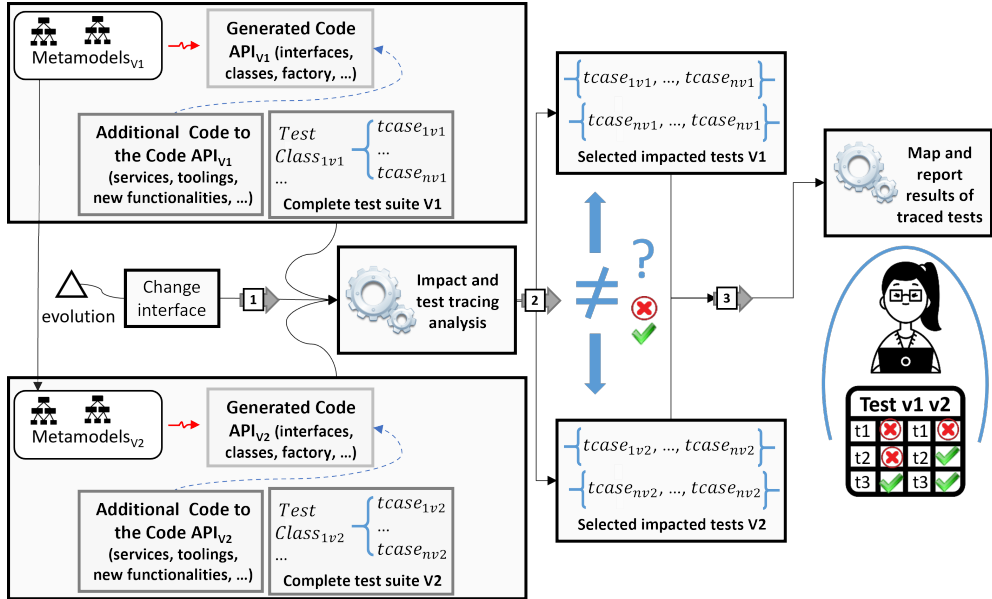 Metamodels_V1
Generated Code
API_V1 (interfaces,
classes, factory, …)
Additional Code to
the Code API_V1
(services, toolings,
new functionalities, …)
Test
Class_1v1
…
tcase_1v1
…
tcase_nv1
Complete test suite V1
evolution
Change
interface
1
Impact and
test tracing
analysis
2
Metamodels_V2
Generated Code
API_V2 (interfaces,
classes, factory, …)
Additional Code to
the Code API_V2
(services, toolings,
new functionalities, …)
Test
Class_1v2
…
tcase_1v2
…
tcase_nv2
Complete test suite V2
{tcase_1v1, …, tcase_nv1}
{tcase_nv1, …, tcase_nv1}
Selected impacted tests V1
≠
?
{tcase_1v2, …, tcase_nv2}
{tcase_nv2, …, tcase_nv2}
Selected impacted tests V2
3
Map and
report
results of
traced tests
Test v1 v2
t1 t1
t2 t2
t3 t3